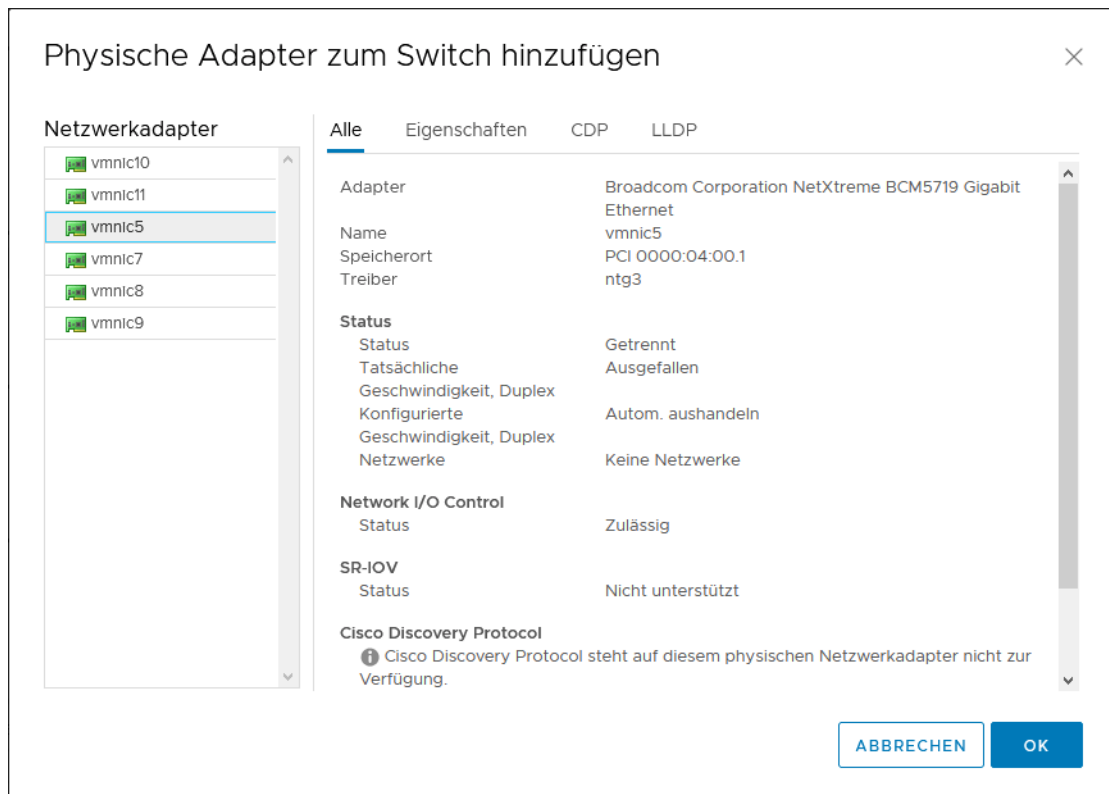 Physische Adapter zum Switch hinzufügen
Netzwerkadapter
vmnic10
vmnic11
vmnic5
vmnic7
vmnic8
vmnic9
Alle Eigenschaften CDP LLDP
Adapter Broadcom Corporation NetXtreme BCM5719 Gigabit
Ethernet
Name vmnic5
Speicherort PCI 0000:04:00.1
Treiber ntg3
Status
Status Getrennt
Tatsächliche Ausgefallen
Geschwindigkeit, Duplex
Konfigurierte Autom. aushandeln
Geschwindigkeit, Duplex
Netzwerke Keine Netzwerke
Network I/O Control
Status Zulässig
SR-IOV
Status Nicht unterstützt
Cisco Discovery Protocol
Cisco Discovery Protocol steht auf diesem physischen Netzwerkadapter nicht zur
Verfügung.
ABBRECHEN OK